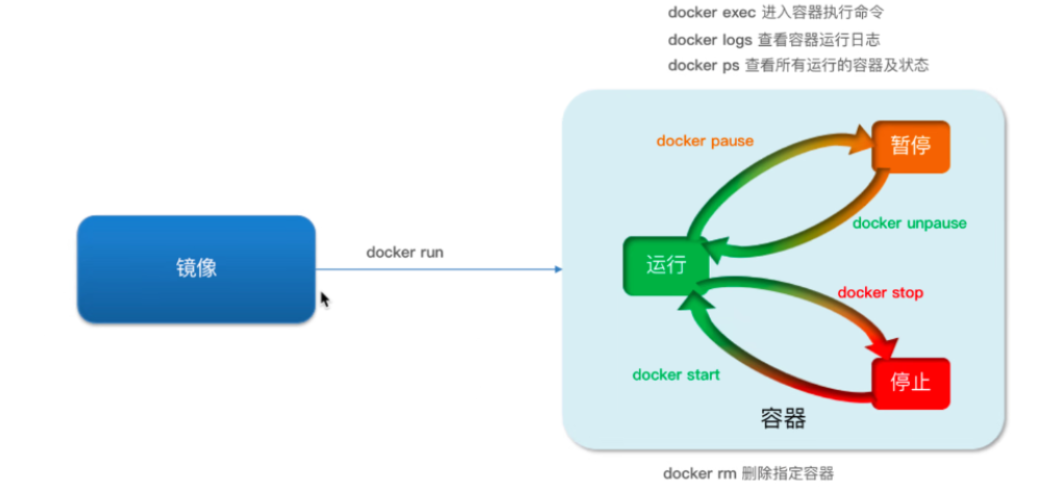 docker exec 进入容器执行命令
docker logs 查看容器运行日志
docker ps 查看所有运行的容器及状态
docker pause
暂停
docker unpause
镜像
docker run
运行
docker stop
docker start
停止
容器
docker rm 删除指定容器